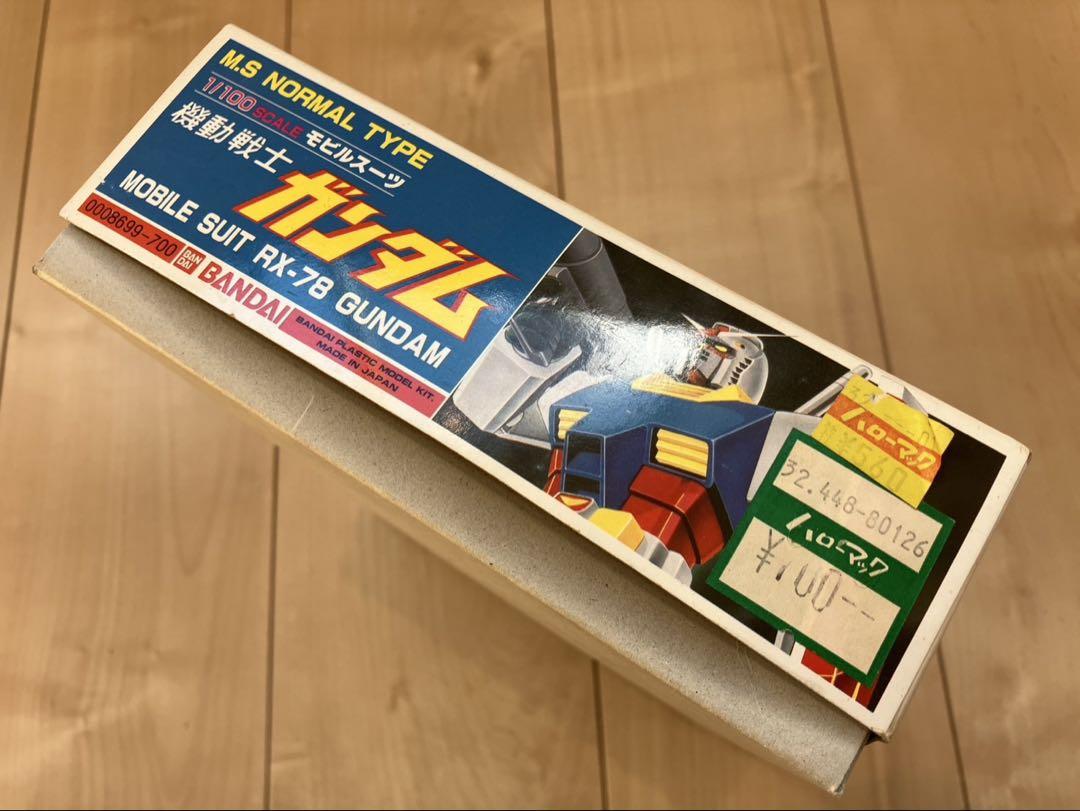 M.S NORMAL TYPE
1/100 SCALE モビルスーツ
機動戦士
ガンダム
MOBILE SUIT RX-78 GUNDAM
0008699-700 BANDAI BANDAI
BANDAI PLASTIC MODEL KIT.
MADE IN JAPAN
ハローマック
¥560
32.448-80126
ハローマック
¥700--